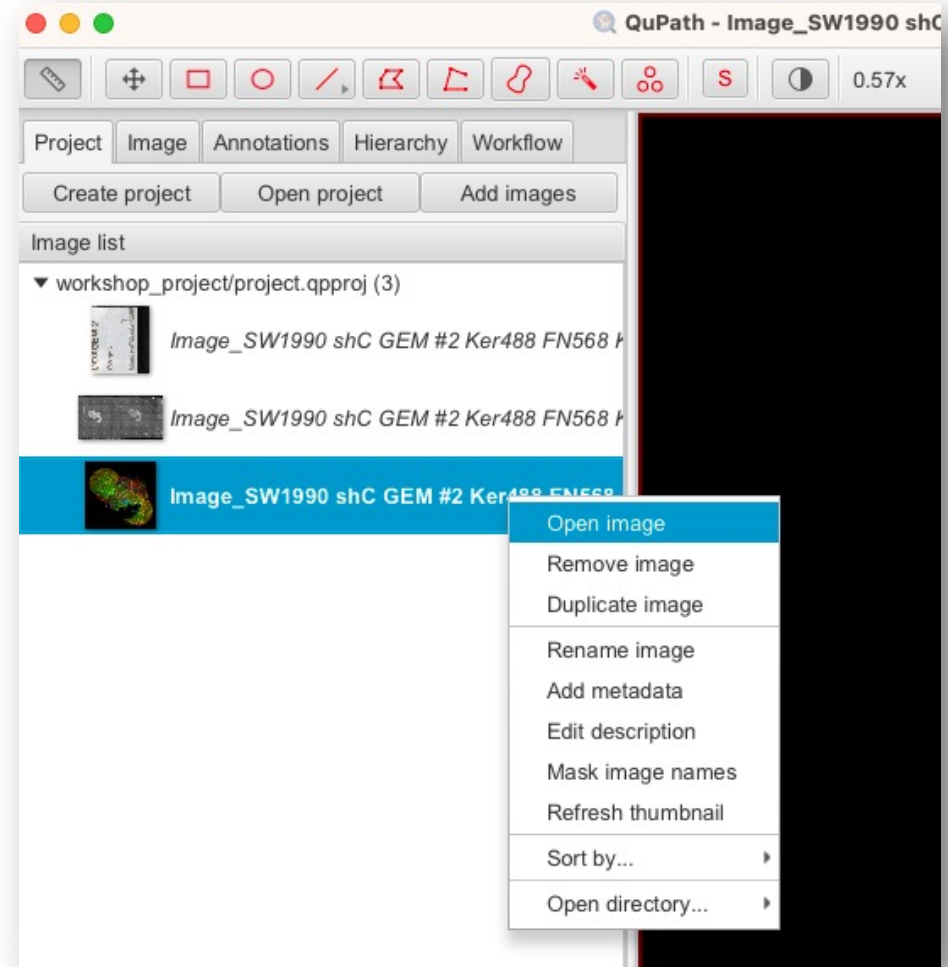 QuPath - Image_SW1990 shC
S 0.57x
Project Image Annotations Hierarchy Workflow
Create project Open project Add images
Image list
workshop_project/project.qpproj (3)
Image_SW1990 shC GEM #2 Ker488 FN568
Image_SW1990 shC GEM #2 Ker488 FN568
Image_SW1990 shC GEM #2 Ker488 FN568
Open image
Remove image
Duplicate image
Rename image
Add metadata
Edit description
Mask image names
Refresh thumbnail
Sort by...
Open directory...